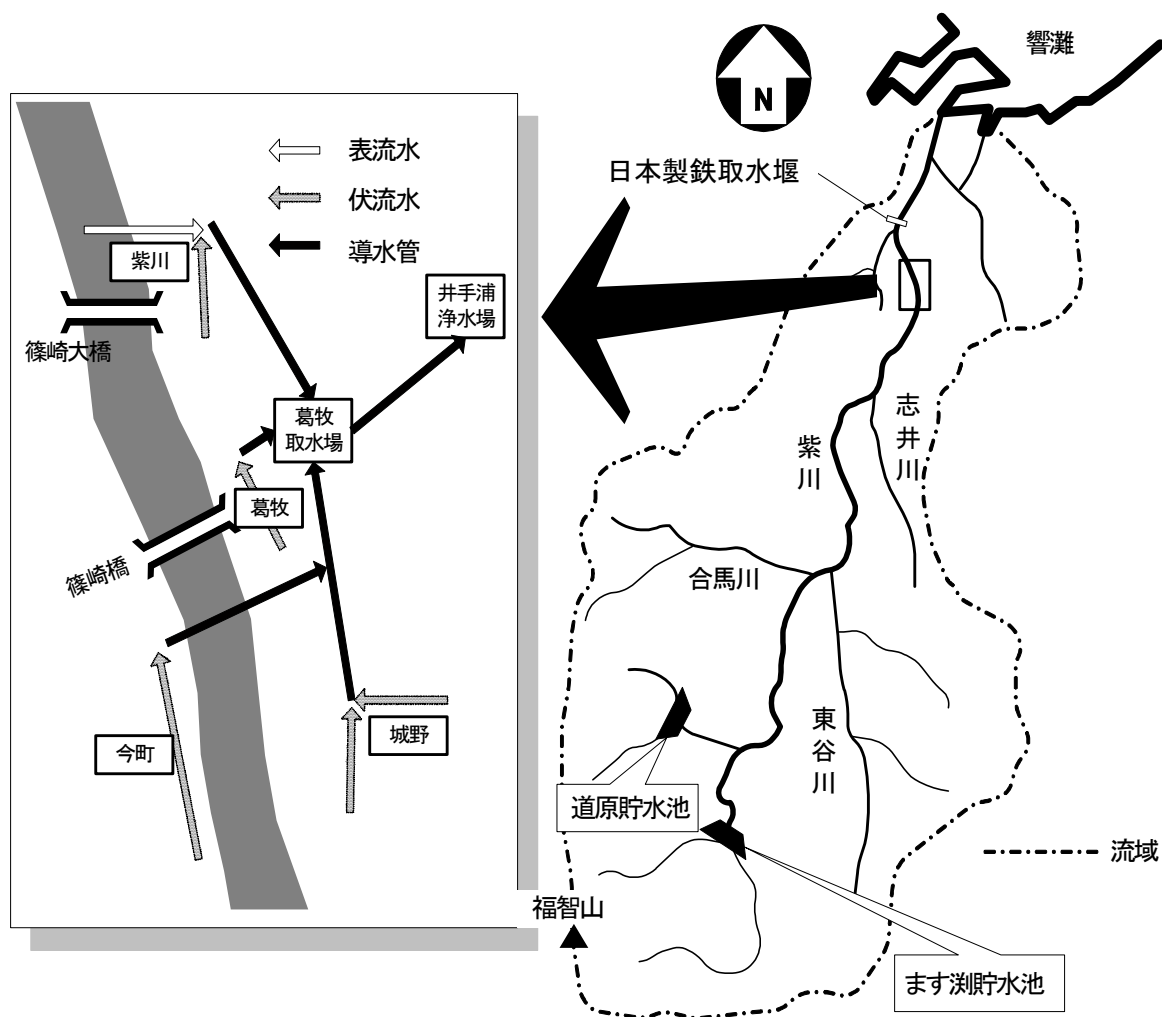 表流水
伏流水
導水管
紫川
篠崎大橋
井手浦
浄水場
葛牧
取水場
葛牧
篠崎橋
今町
城野
N
響灘
日本製鉄取水堰
紫川
志井川
合馬川
東谷川
道原貯水池
流域
福智山
ます渕貯水池